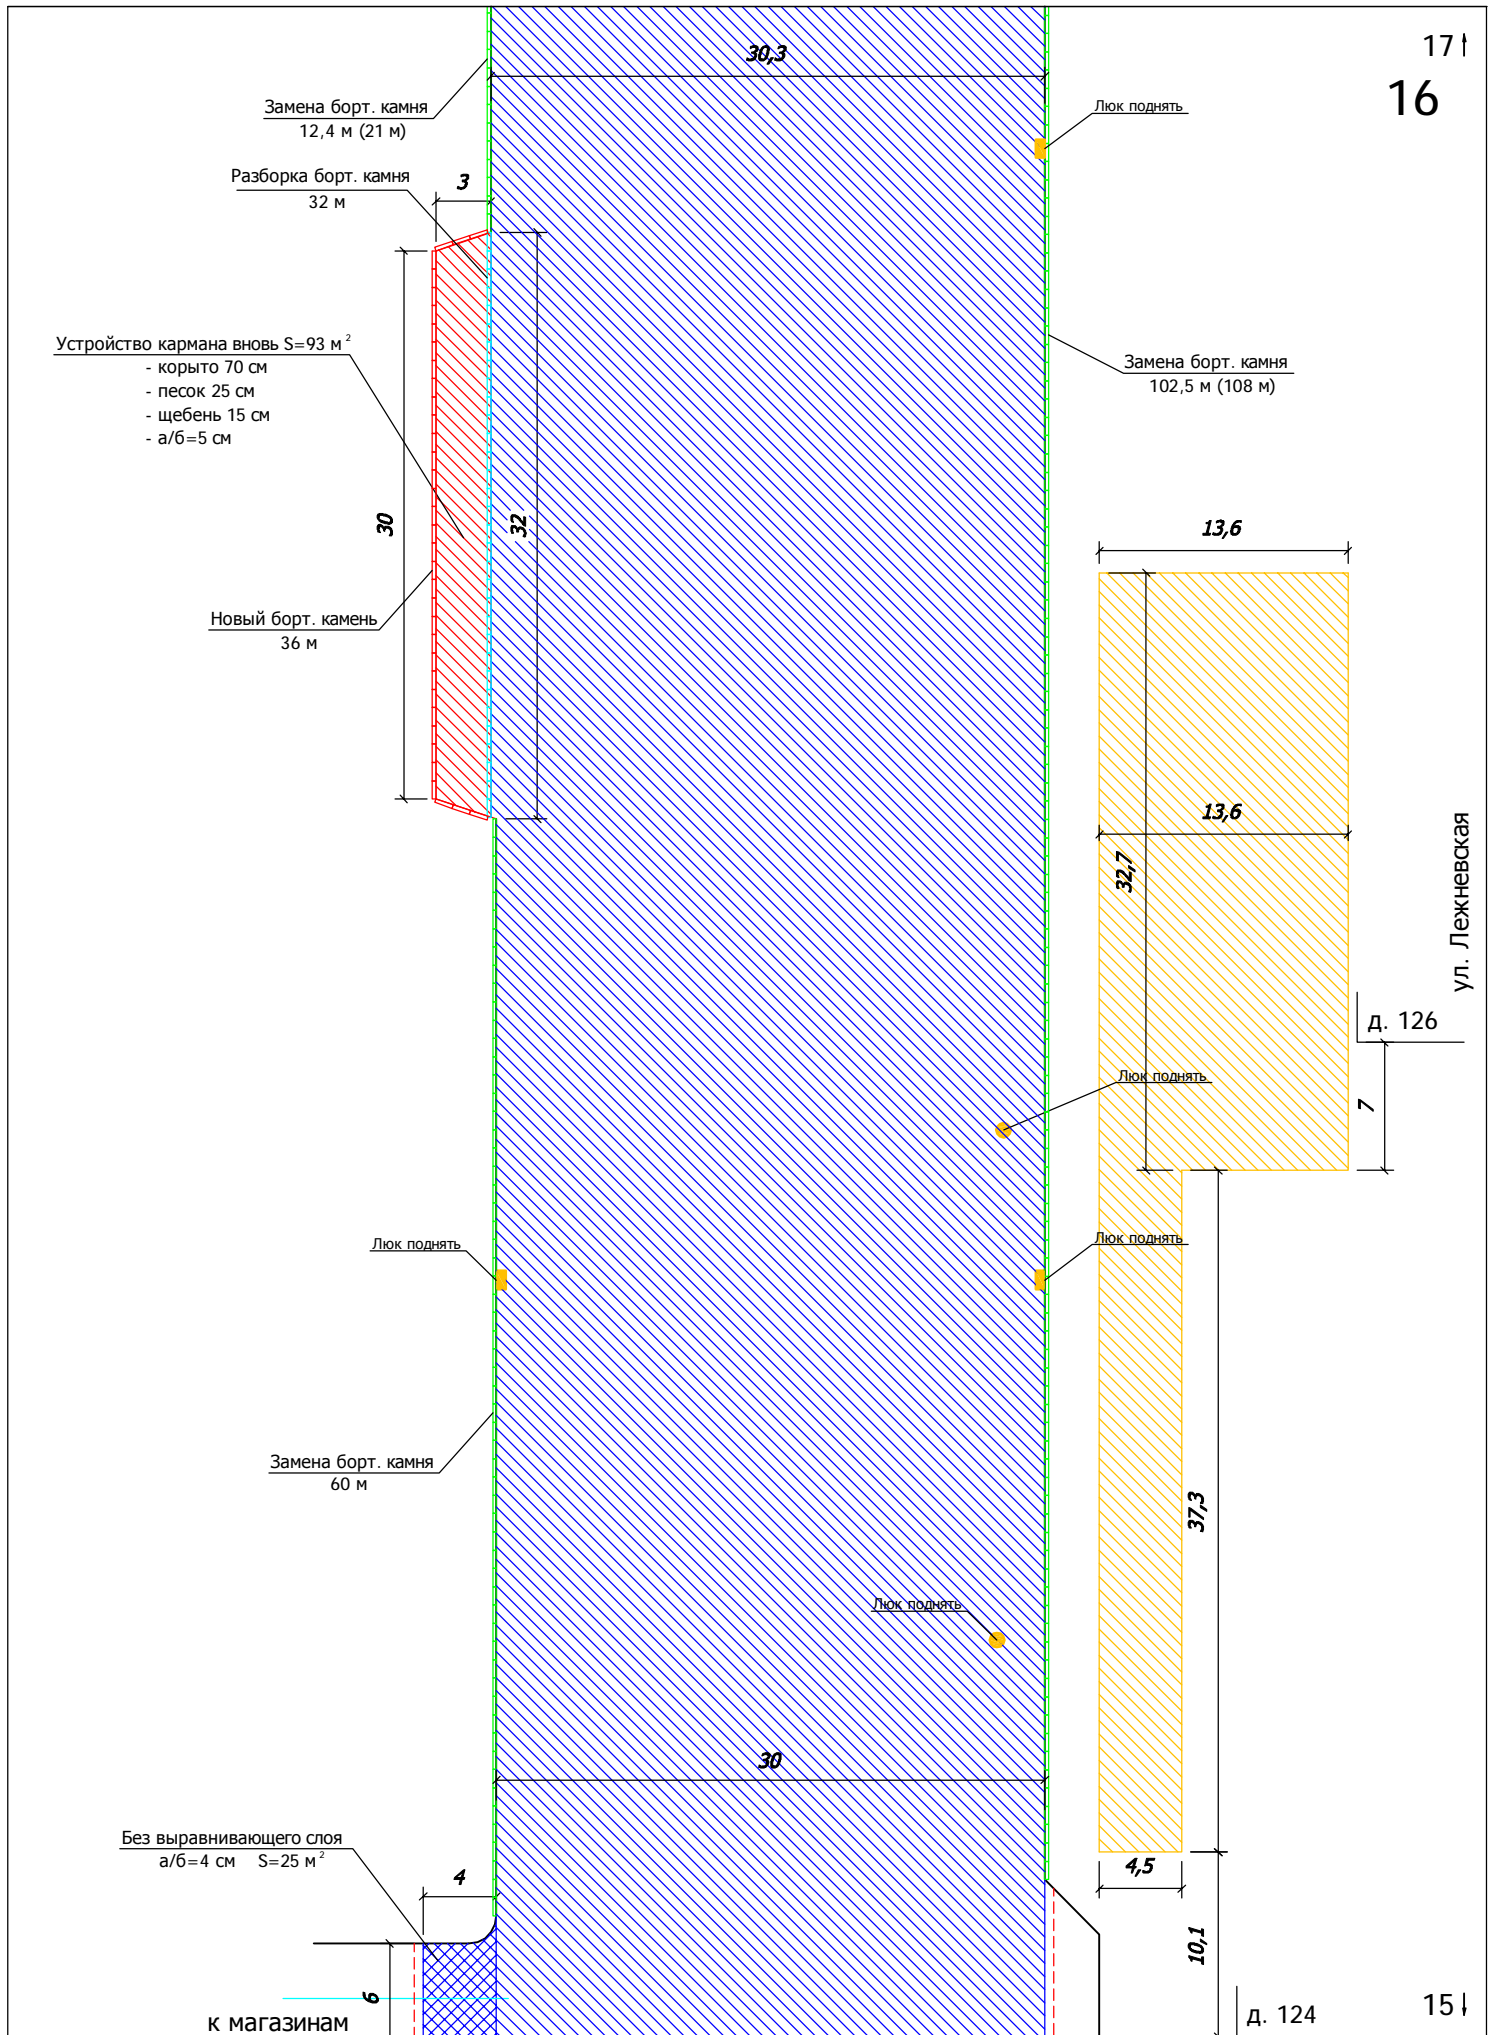 17
16
30,3
Замена борт. камня
12,4 м (21 м)
Люк поднять
Разборка борт. камня
32 м
3
Устройство кармана вновь S=93 м²
- корыто 70 см
- песок 25 см
- щебень 15 см
- а/б=5 см
Замена борт. камня
102,5 м (108 м)
30
32
13,6
Новый борт. камень
36 м
13,6
32,7
ул. Лежневская
д. 126
Люк поднять
7
Люк поднять
Люк поднять
Замена борт. камня
60 м
37,3
Люк поднять
30
Без выравнивающего слоя
а/б=4 см S=25 м²
4
4,5
10,1
6
к магазинам
д. 124
15